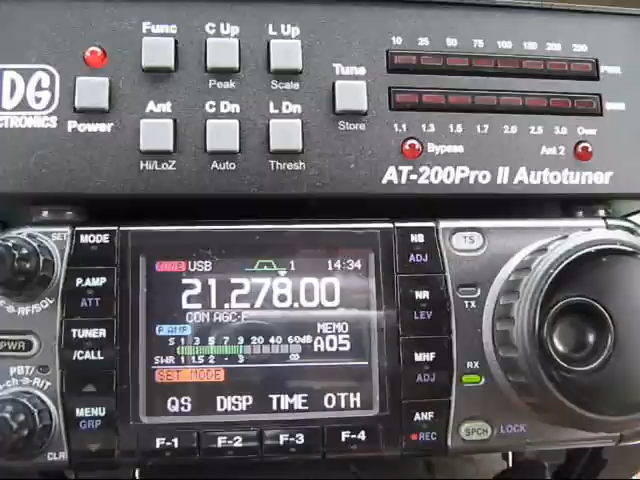 Func C Up L Up
Peak Scale
DG
CTRONICS
Power
Ant C Dn L Dn
Hi/LoZ Auto Thresh
Tune
Store
10 25 50 75 100 150 200 250
PWR
SWR
1.1 1.3 1.5 1.7 2.0 2.5 3.0 Over
Bypass Ant 2
AT-200Pro II Autotuner
SET
RF/SQL
PWR
PBT/
M-ch R/IT
CLR
MODE
P.AMP
ATT
TUNER
/CALL
MENU
GRP
USB 1 14:34
21.278.00
COM AGC-F
P.AMP
MEMO
A05
S 1 3 5 7 9 20 40 60dB
SWR 1 1.5 2 3 ∞
SET MODE
QS DISP TIME OTH
F-1 F-2 F-3 F-4
NB
ADJ
NR
LEV
MNF
ADJ
ANF
REC
TS
TX
RX
SPCH LOCK